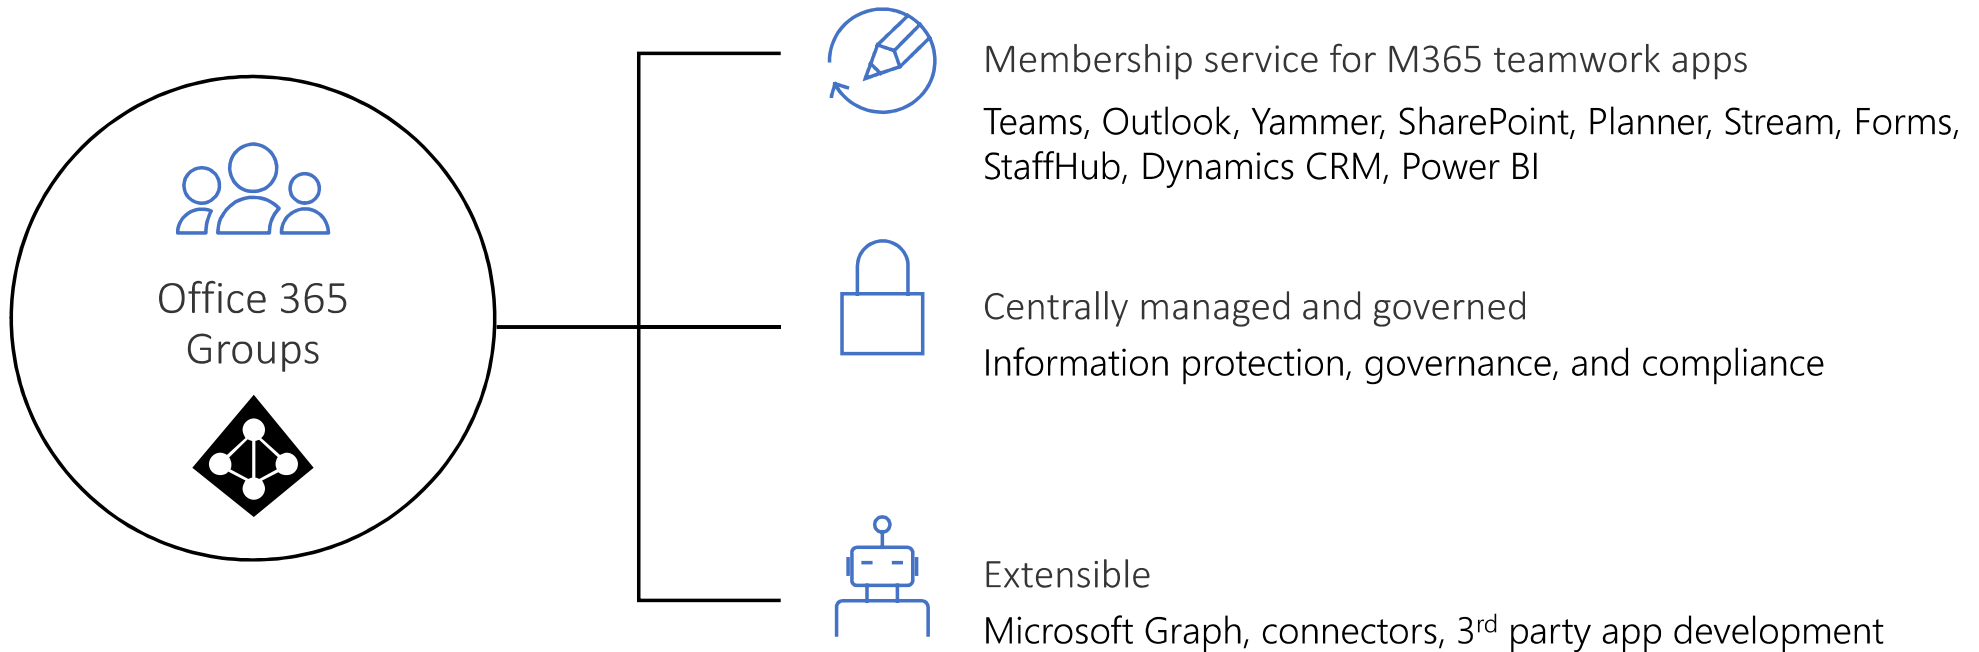 Office 365
Groups
Membership service for M365 teamwork apps
Teams, Outlook, Yammer, SharePoint, Planner, Stream, Forms,
StaffHub, Dynamics CRM, Power BI
Centrally managed and governed
Information protection, governance, and compliance
Extensible
Microsoft Graph, connectors, 3rd party app development